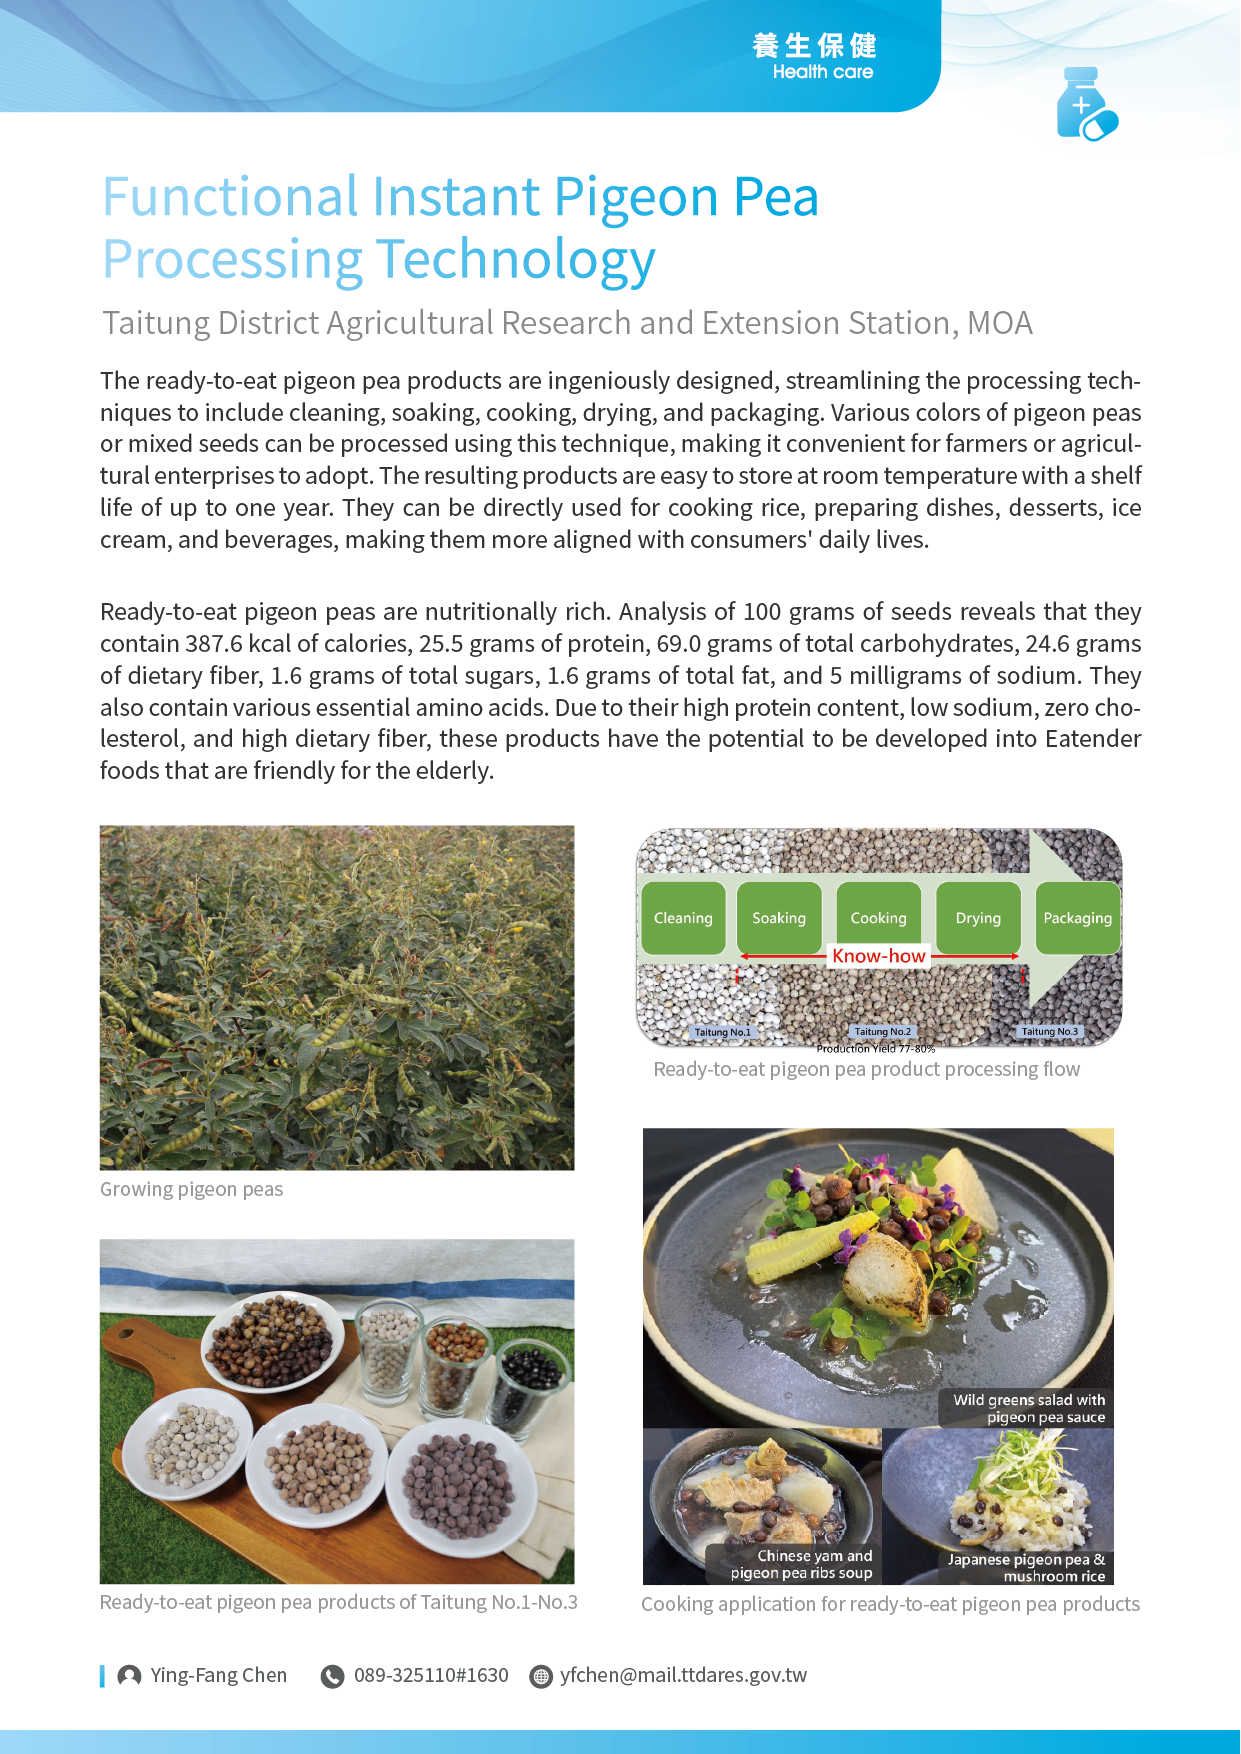 養生保健
Health care
Functional Instant Pigeon Pea
Processing Technology
Taitung District Agricultural Research and Extension Station, MOA
The ready-to-eat pigeon pea products are ingeniously designed, streamlining the processing tech-
niques to include cleaning, soaking, cooking, drying, and packaging. Various colors of pigeon peas
or mixed seeds can be processed using this technique, making it convenient for farmers or agricul-
tural enterprises to adopt. The resulting products are easy to store at room temperature with a shelf
life of up to one year. They can be directly used for cooking rice, preparing dishes, desserts, ice
cream, and beverages, making them more aligned with consumers' daily lives.
Ready-to-eat pigeon peas are nutritionally rich. Analysis of 100 grams of seeds reveals that they
contain 387.6 kcal of calories, 25.5 grams of protein, 69.0 grams of total carbohydrates, 24.6 grams
of dietary fiber, 1.6 grams of total sugars, 1.6 grams of total fat, and 5 milligrams of sodium. They
also contain various essential amino acids. Due to their high protein content, low sodium, zero cho-
lesterol, and high dietary fiber, these products have the potential to be developed into Eatender
foods that are friendly for the elderly.
Growing pigeon peas
Cleaning
Soaking
Cooking
Drying
Packaging
Know-how
Taitung No.1
Taitung No.2
Taitung No.3
Production Yield 77-80%
Ready-to-eat pigeon pea product processing flow
Ready-to-eat pigeon pea products of Taitung No.1-No.3
Wild greens salad with
pigeon pea sauce
Chinese yam and
pigeon pea ribs soup
Japanese pigeon pea &
mushroom rice
Cooking application for ready-to-eat pigeon pea products
Ying-Fang Chen
089-325110#1630
yfchen@mail.ttdares.gov.tw